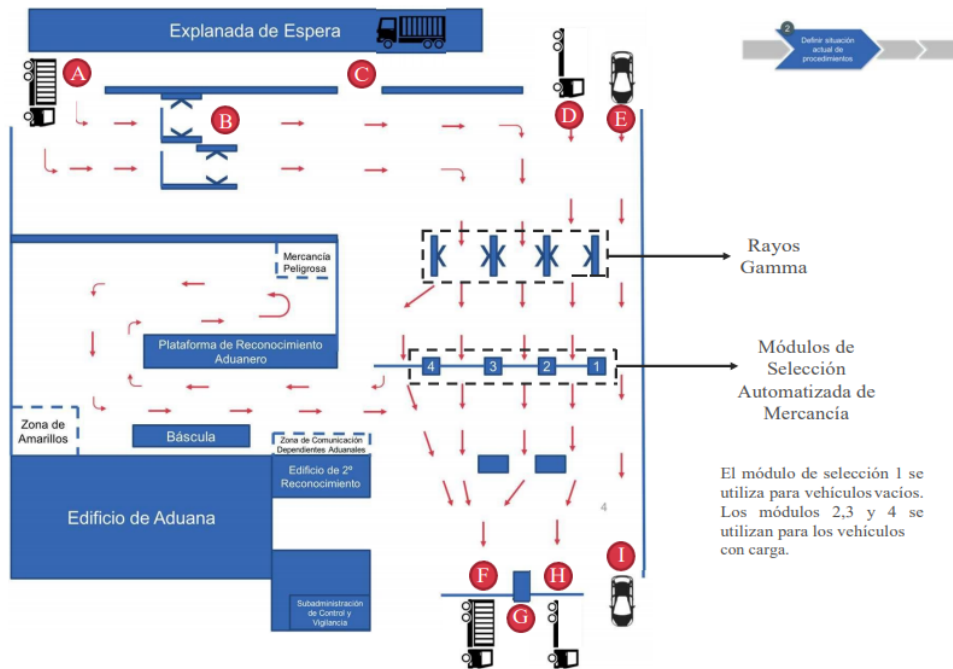 Explanada de Espera
2
Definir situación
actual de
procedimientos
A
C
B
D
E
Mercancía
Peligrosa
Rayos
Gamma
Plataforma de Reconocimiento
Aduanero
4
3
2
1
Módulos de
Selección
Automatizada de
Mercancía
Zona de
Amarillos
Báscula
Zona de Comunicación
Dependientes Aduanales
Edificio de 2º
Reconocimiento
Edificio de Aduana
4
El módulo de selección 1 se
utiliza para vehículos vacíos.
Los módulos 2,3 y 4 se
utilizan para los vehículos
con carga.
I
F
H
G
Subadministración
de Control y
Vigilancia